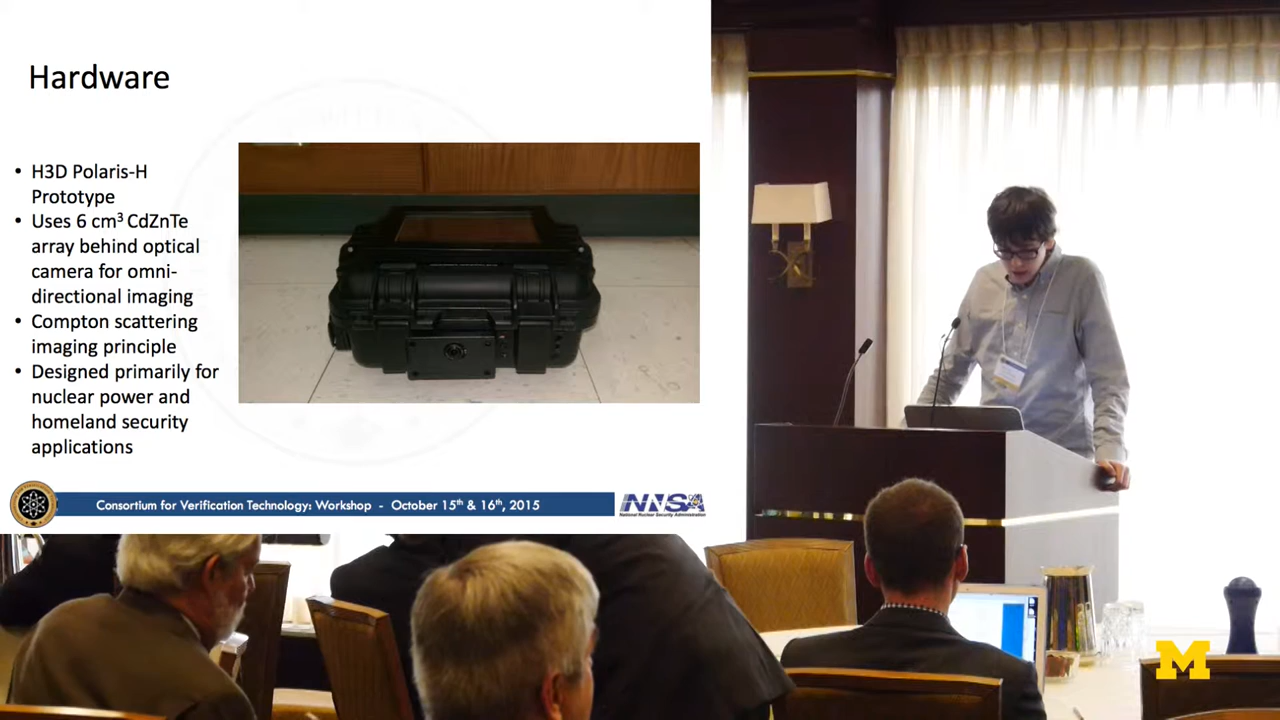 Hardware
• H3D Polaris-H
Prototype
• Uses 6 cm³ CdZnTe
array behind optical
camera for omni-
directional imaging
• Compton scattering
imaging principle
• Designed primarily for
nuclear power and
homeland security
applications
Consortium for Verification Technology: Workshop - October 15th & 16th, 2015
NNSA
National Nuclear Security Administration
M